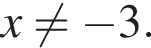 x ≠ −3.